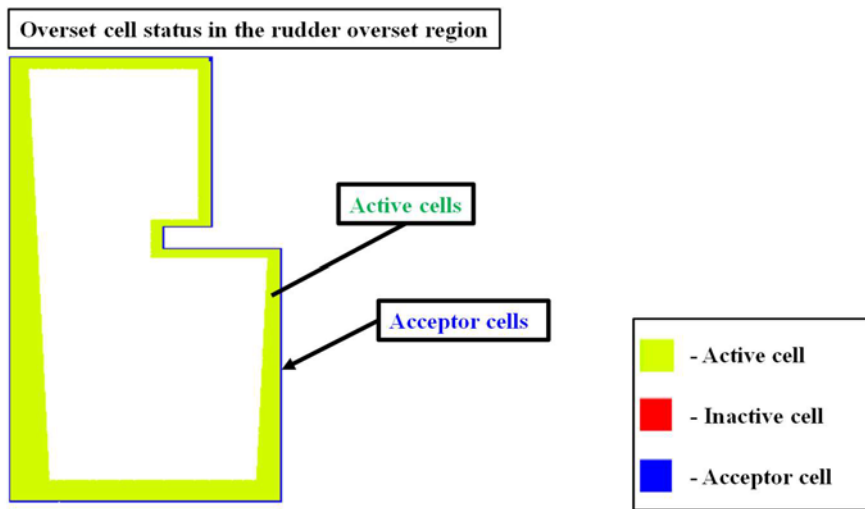 Overset cell status in the rudder overset region
Active cells
Acceptor cells
- Active cell
- Inactive cell
- Acceptor cell